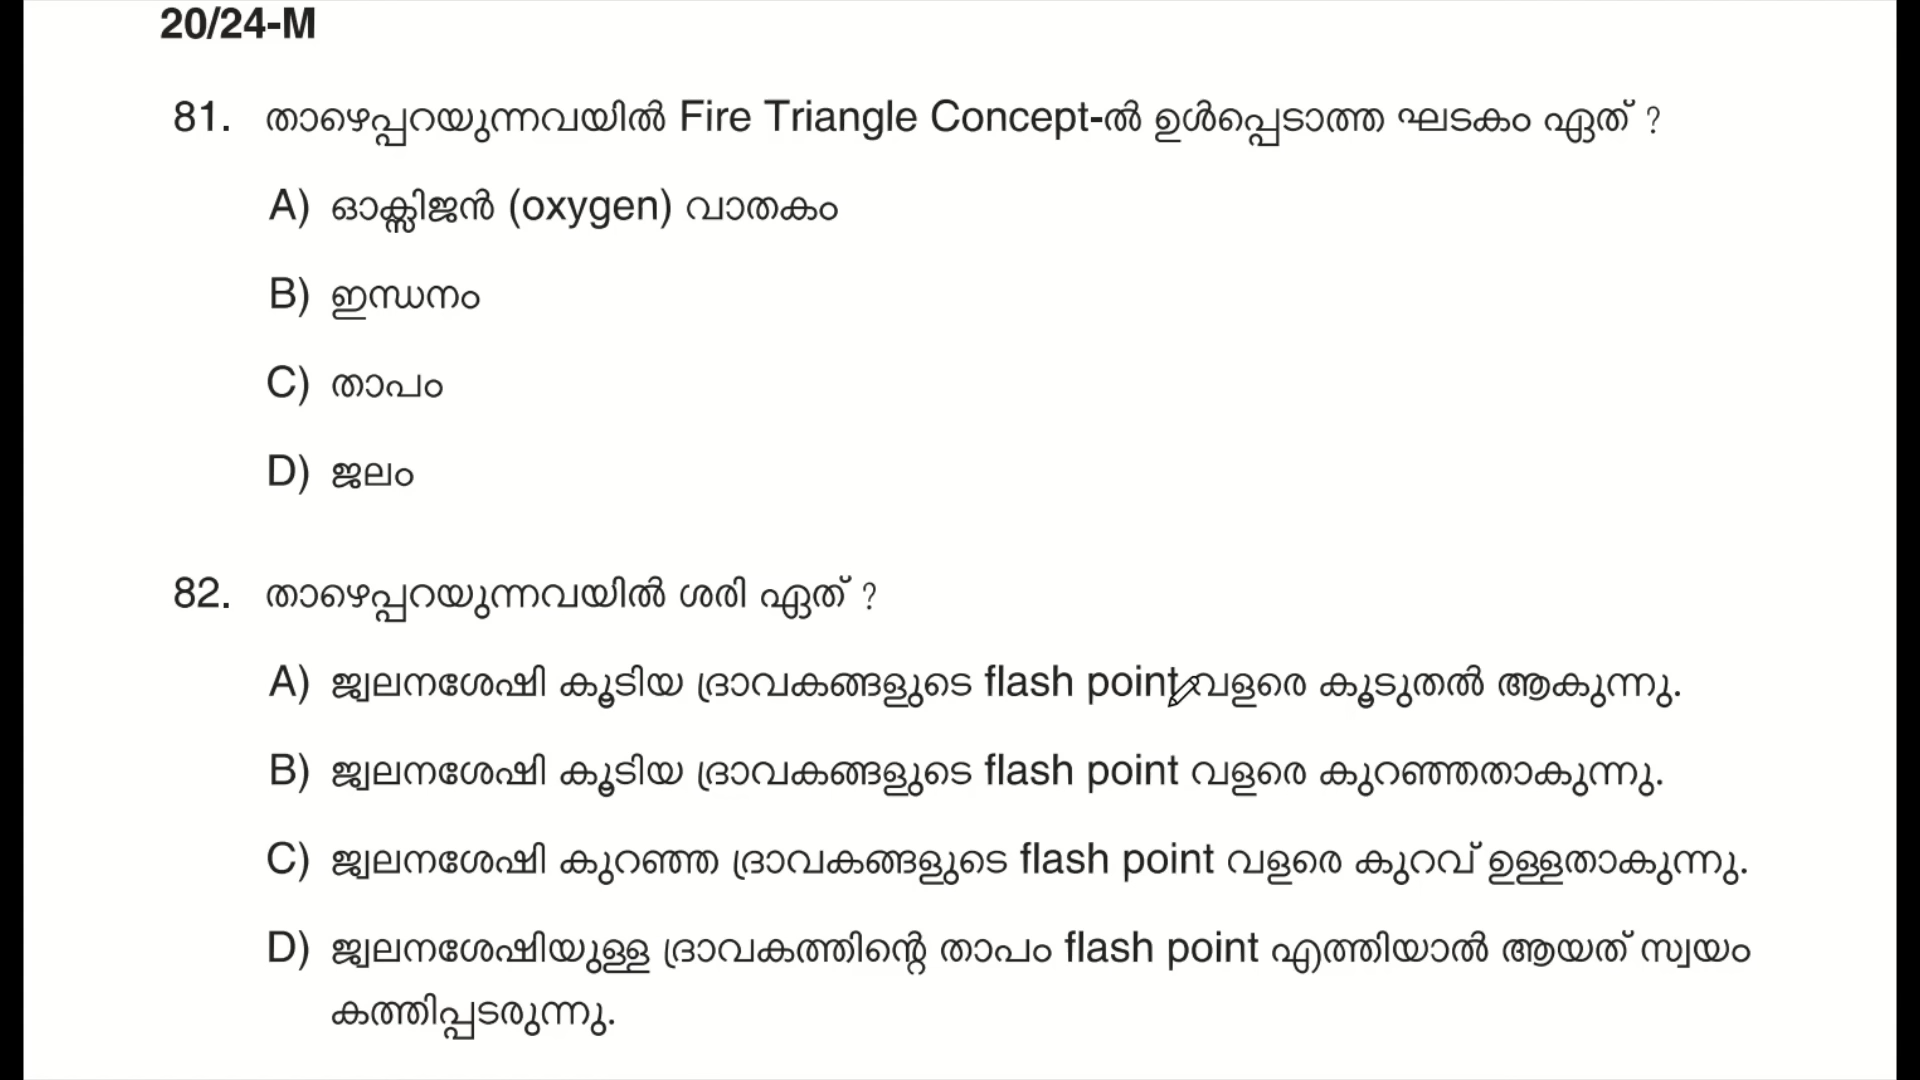 20/24-M
81. താഴെപ്പറയുന്നവയിൽ Fire Triangle Concept-ൽ ഉൾപ്പെടാത്ത ഘടകം ഏത് ?
A) ഓക്സിജൻ (oxygen) വാതകം
B) ഇന്ധനം
C) താപം
D) ജലം
82. താഴെപ്പറയുന്നവയിൽ ശരി ഏത് ?
A) ജ്വലനശേഷി കൂടിയ ദ്രാവകങ്ങളുടെ flash point വളരെ കൂടുതൽ ആകുന്നു.
B) ജ്വലനശേഷി കൂടിയ ദ്രാവകങ്ങളുടെ flash point വളരെ കുറഞ്ഞതാകുന്നു.
C) ജ്വലനശേഷി കുറഞ്ഞ ദ്രാവകങ്ങളുടെ flash point വളരെ കുറവ് ഉള്ളതാകുന്നു.
D) ജ്വലനശേഷിയുള്ള ദ്രാവകത്തിന്റെ താപം flash point എത്തിയാൽ ആയത് സ്വയം
കത്തിപ്പടരുന്നു.